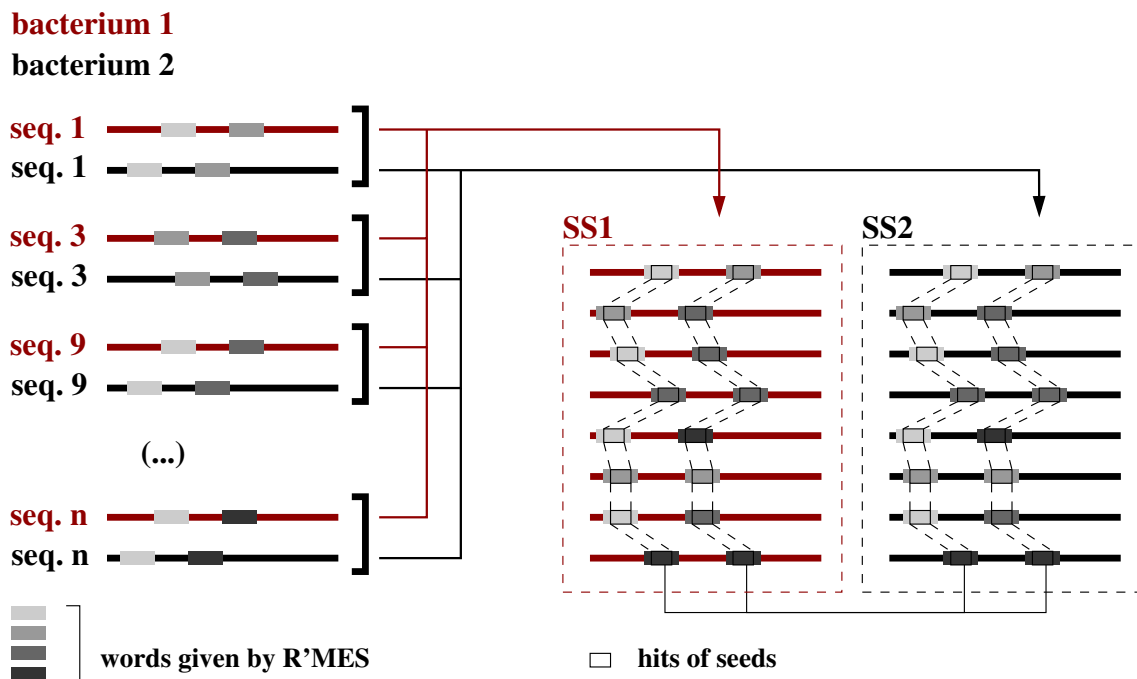 bacterium 1
bacterium 2
seq. 1
seq. 1
seq. 3
seq. 3
seq. 9
seq. 9
(...)
seq. n
seq. n
SS1
SS2
words given by R’MES
hits of seeds